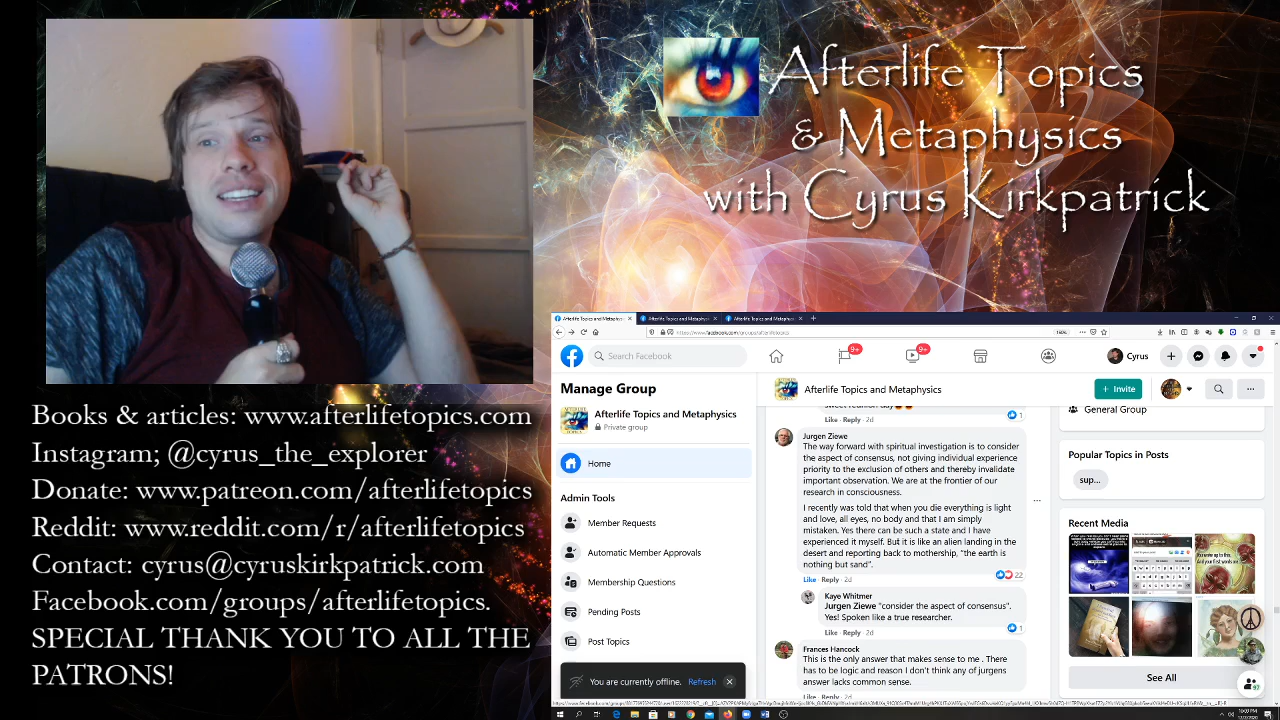 Afterlife Topics
& Metaphysics
with Cyrus Kirkpatrick
Books & articles: www.afterlifetopics.com
Instagram; @cyrus_the_explorer
Donate: www.patreon.com/afterlifetopics
Reddit: www.reddit.com/r/afterlifetopics
Contact: cyrus@cyruskirkpatrick.com
Facebook.com/groups/afterlifetopics.
SPECIAL THANK YOU TO ALL THE
PATRONS!
Search Facebook
9+
9+
Cyrus
Manage Group
Afterlife Topics and Metaphysics
Private group
Home
Admin Tools
Member Requests
Automatic Member Approvals
Membership Questions
Pending Posts
Post Topics
You are currently offline. Refresh
Afterlife Topics and Metaphysics
+ Invite
1
Like · Reply · 2d
Jurgen Ziewe
The way forward with spiritual investigation is to consider
the aspect of consensus, not giving individual experience
priority to the exclusion of others and thereby invalidate
important observation. We are at the frontier of our
research in consciousness.
I recently was told that when you die everything is light
and love, all eyes, no body and that I am simply
mistaken. Yes there can be such a state and I have
experienced it myself. But it is like an alien landing in the
desert and reporting back to mothership, "the earth is
nothing but sand".
22
Like · Reply · 2d
Kaye Whitmer
Jurgen Ziewe "consider the aspect of consensus".
Yes! Spoken like a true researcher.
1
Like · Reply · 2d
Frances Hancock
This is the only answer that makes sense to me . There
has to be logic and reason I don't think any of jurgens
answer lacks common sense.
Like · Reply · 2d
General Group
Popular Topics in Posts
sup...
Recent Media
See All
97